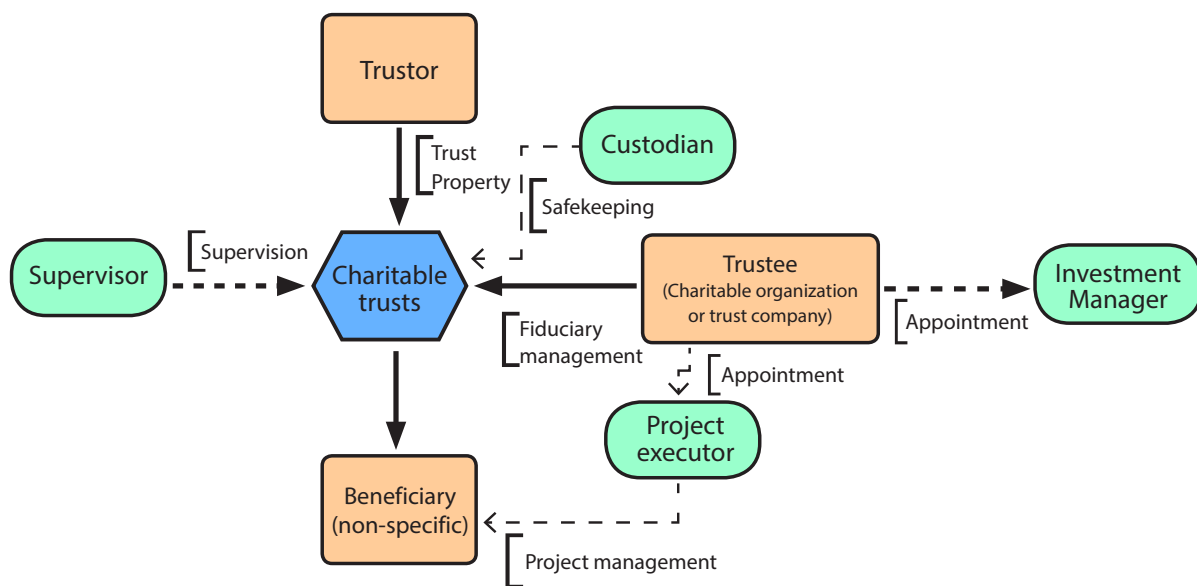 Trustor
Custodian
Trust
Property
Safekeeping
Supervision
Supervisor
Charitable
trusts
Trustee
(Charitable organization
or trust company)
Investment
Manager
Appointment
Fiduciary
management
Appointment
Project
executor
Beneficiary
(non-specific)
Project management